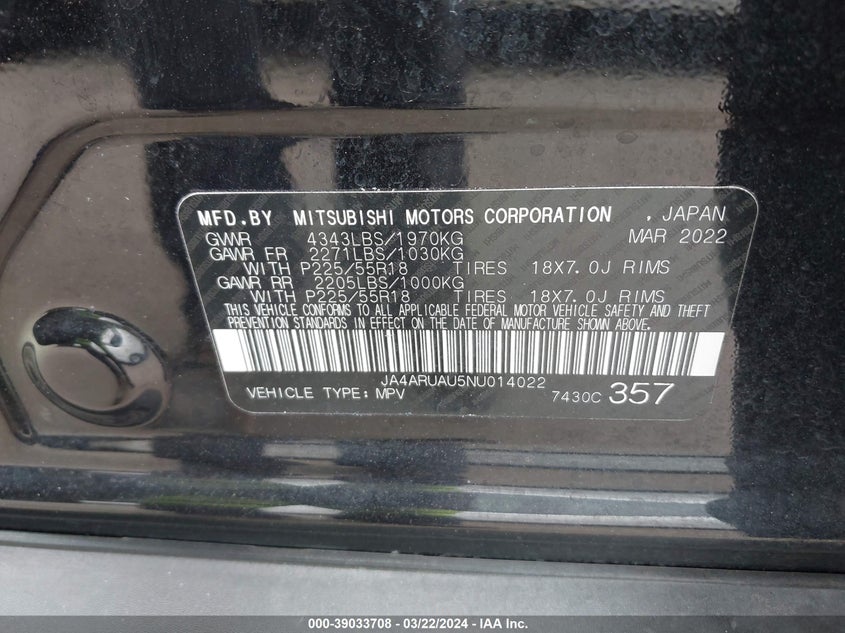 MFD.BY MITSUBISHI MOTORS CORPORATION , JAPAN
GVWR 4343LBS/1970KG MAR 2022
GAWR FR 2271LBS/1030KG
WITH P225/55R18 TIRES 18X7.0J RIMS
GAWR RR 2205LBS/1000KG
WITH P225/55R18 TIRES 18X7.0J RIMS
THIS VEHICLE CONFORMS TO ALL APPLICABLE FEDERAL MOTOR VEHICLE SAFETY AND THEFT
PREVENTION STANDARDS IN EFFECT ON THE DATE OF MANUFACTURE SHOWN ABOVE.
JA4ARUAU5NU014022
VEHICLE TYPE: MPV 7430C 357
000-39033708 - 03/22/2024 - IAA Inc.